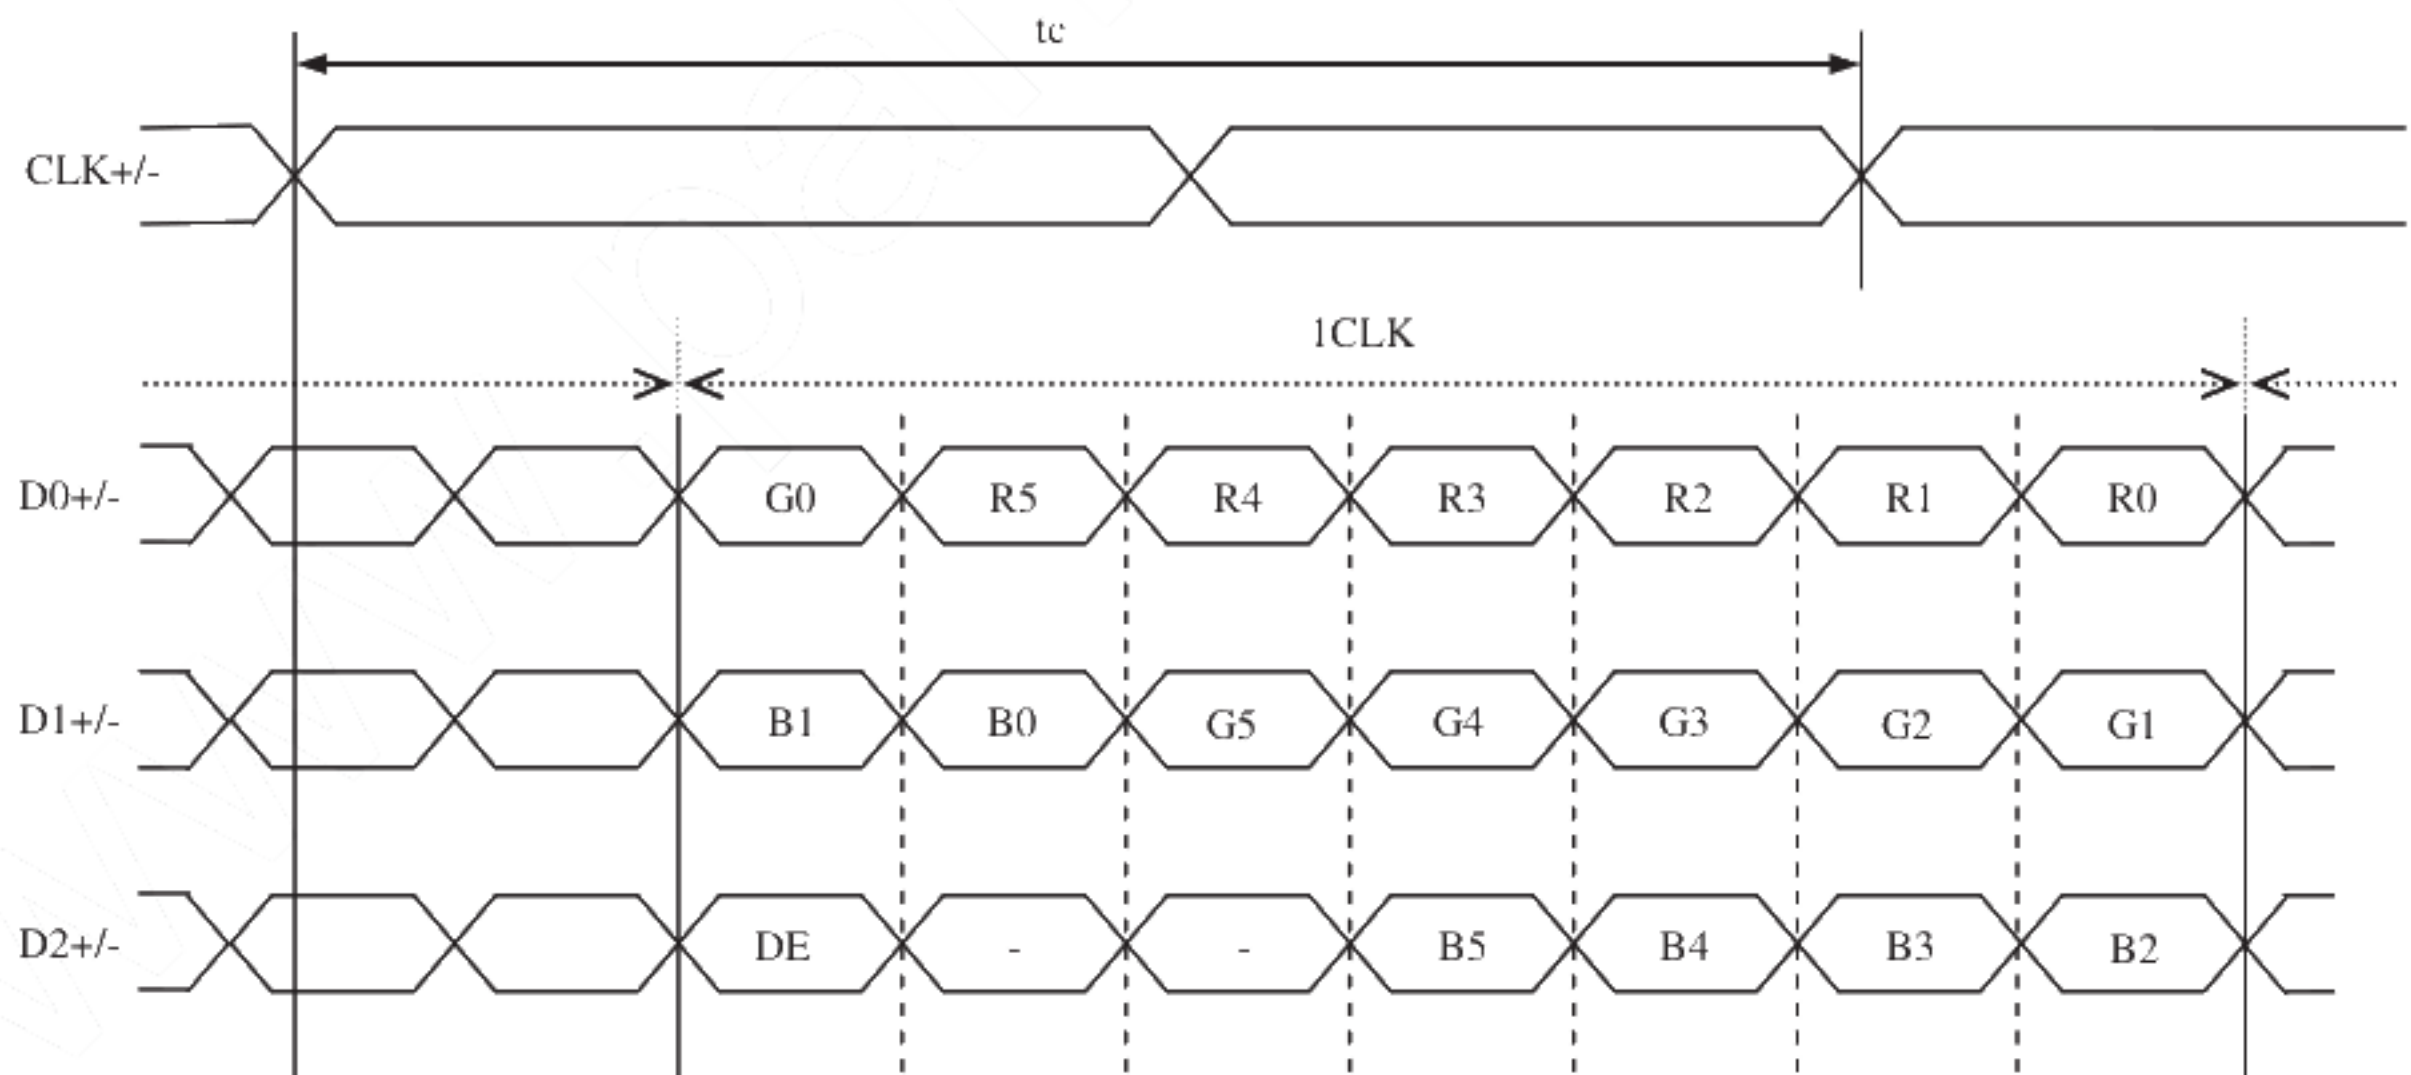 tc
CLK+/-
1CLK
D0+/- G0 R5 R4 R3 R2 R1 R0
D1+/- B1 B0 G5 G4 G3 G2 G1
D2+/- DE - - B5 B4 B3 B2